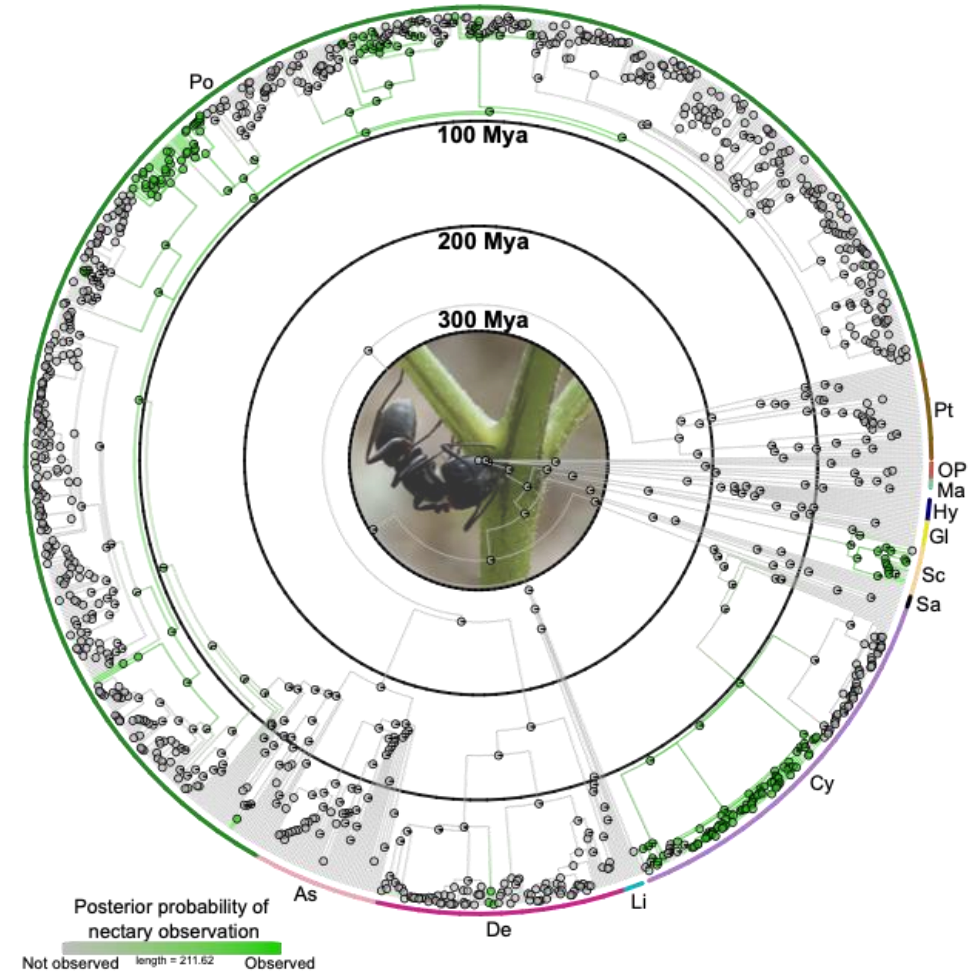 Po
100 Mya
200 Mya
300 Mya
Pt
OP
Ma
Hy
Gl
Sc
Sa
Cy
Li
De
As
Posterior probability of
nectary observation
Not observed length = 211.62 Observed